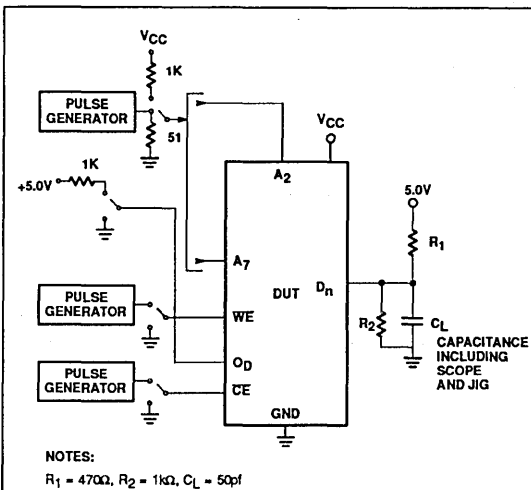 VCC
1K
PULSE
GENERATOR
51
VCC
1K
+5.0V
A2
5.0V
R1
A7
DUT
Dn
PULSE
GENERATOR
WE
R2
CL
CAPACITANCE
INCLUDING
SCOPE
AND JIG
OD
PULSE
GENERATOR
CE
GND
NOTES:
R1 = 470Ω, R2 = 1kΩ, CL = 50pf